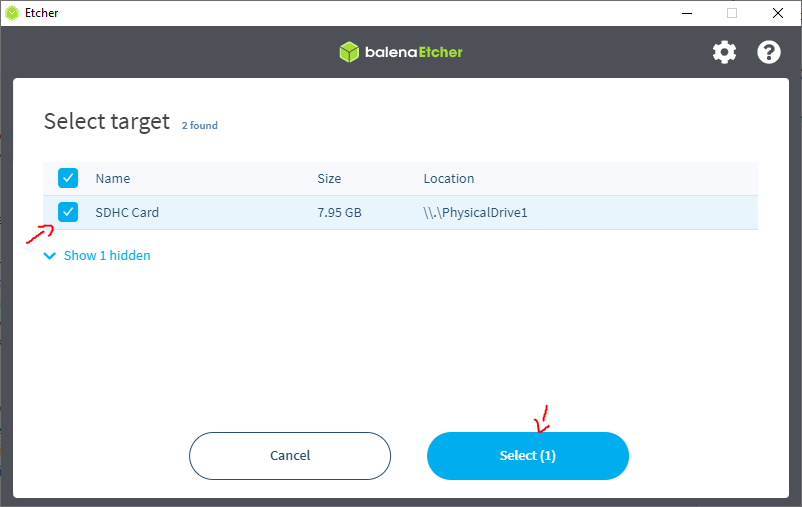 Etcher
balenaEtcher
Select target 2 found
Name Size Location
SDHC Card 7.95 GB \\.\PhysicalDrive1
Show 1 hidden
Cancel Select (1)